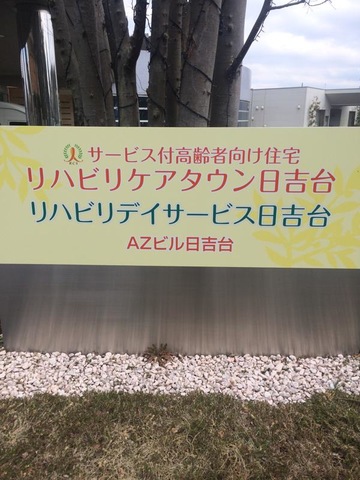 サービス付高齢者向け住宅
リハビリケアタウン日吉台
リハビリデイサービス日吉台
AZビル日吉台